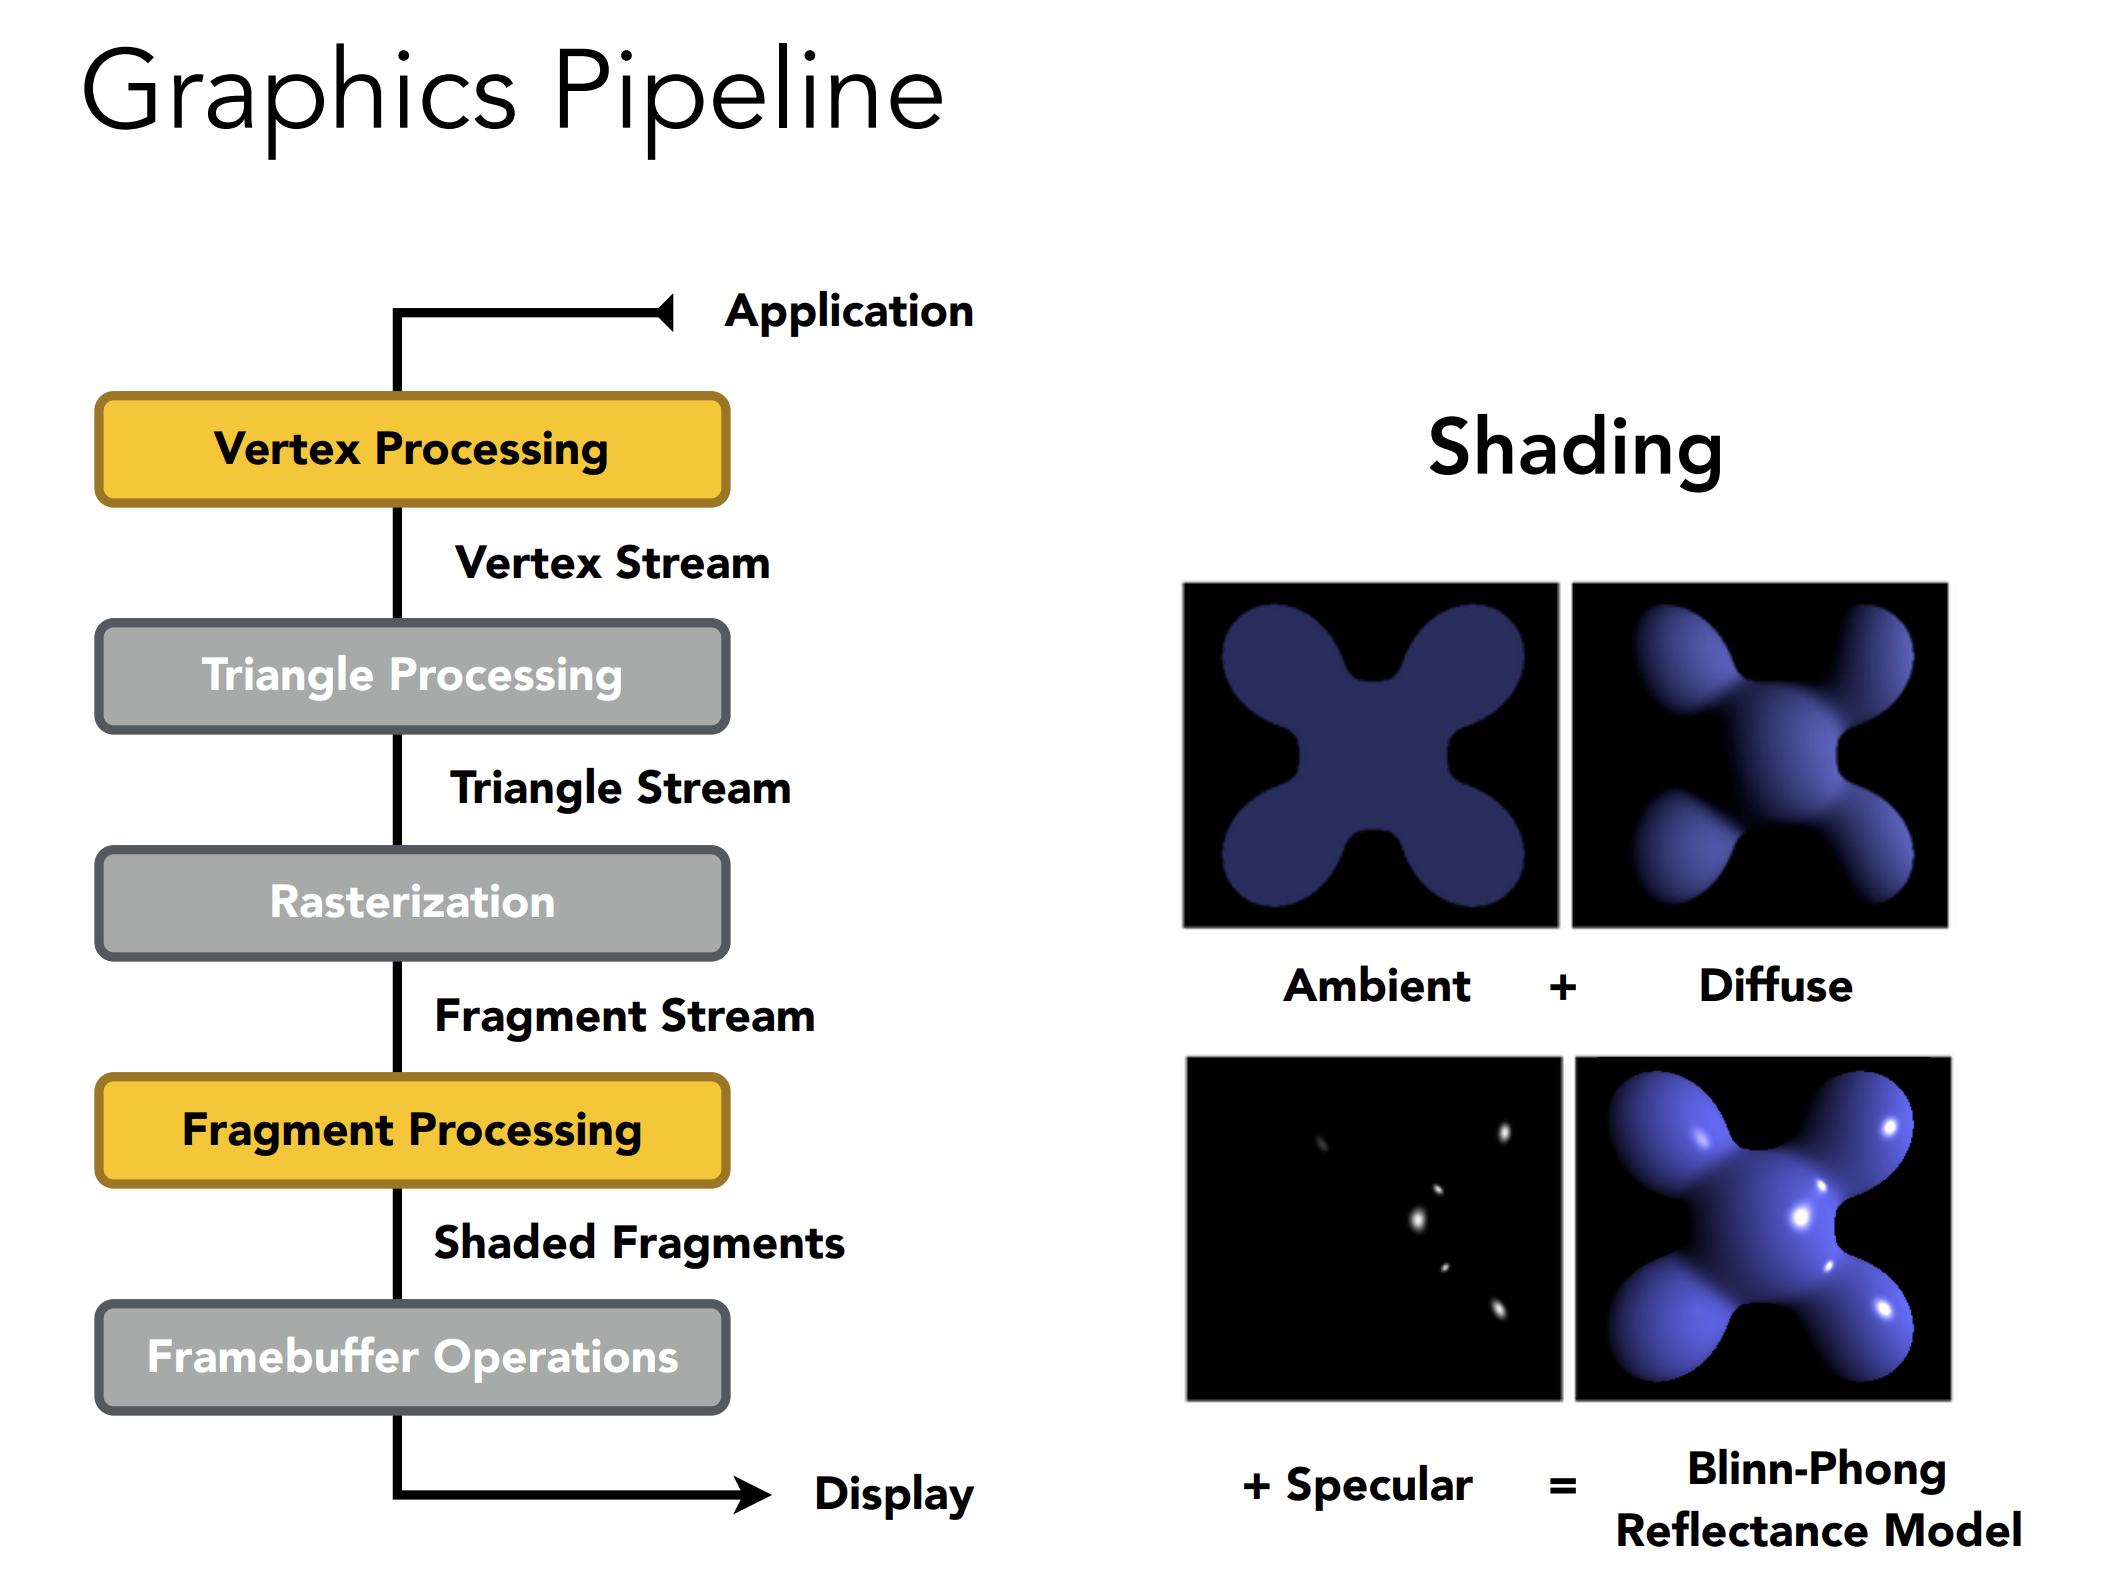 Graphics Pipeline
Application
Vertex Processing
Vertex Stream
Triangle Processing
Triangle Stream
Rasterization
Fragment Stream
Fragment Processing
Shaded Fragments
Framebuffer Operations
Display
Shading
Ambient + Diffuse
+ Specular = Blinn-Phong
Reflectance Model